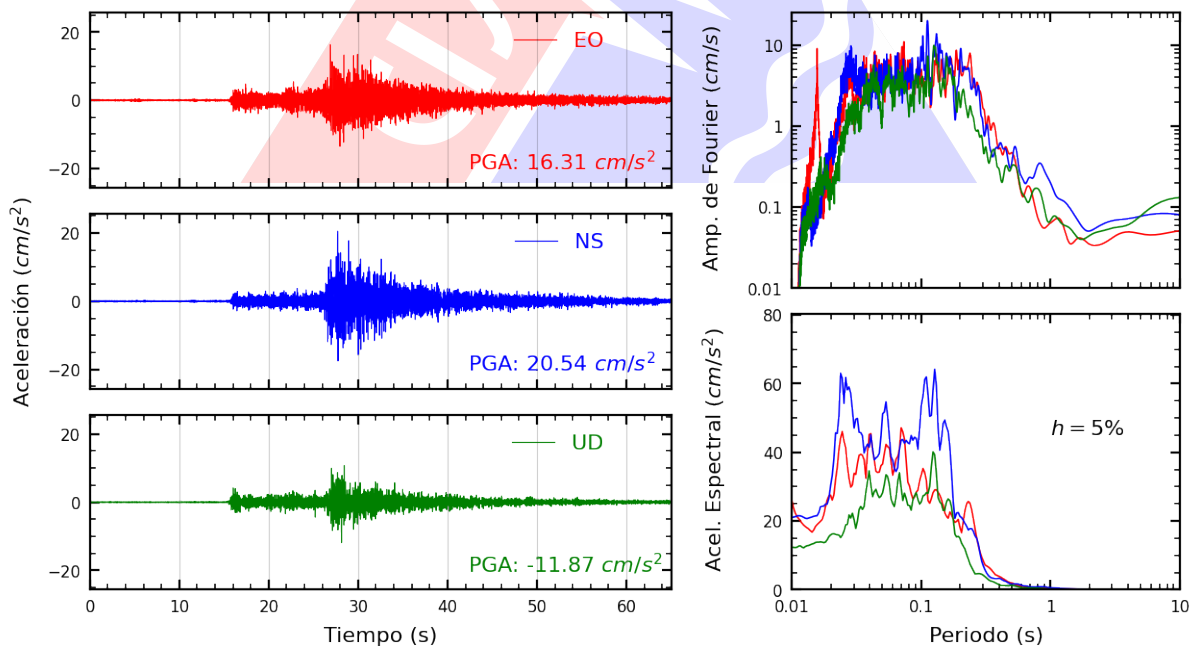 Aceleración (cm/s²)
20
0
−20
EO
PGA: 16.31 cm/s²
20
0
−20
NS
PGA: 20.54 cm/s²
20
0
−20
UD
PGA: -11.87 cm/s²
0 10 20 30 40 50 60
Tiempo (s)
Amp. de Fourier (cm/s)
10
1
0.1
0.01
Acel. Espectral (cm/s²)
80
60
40
20
0
h = 5%
0.01 0.1 1 10
Periodo (s)